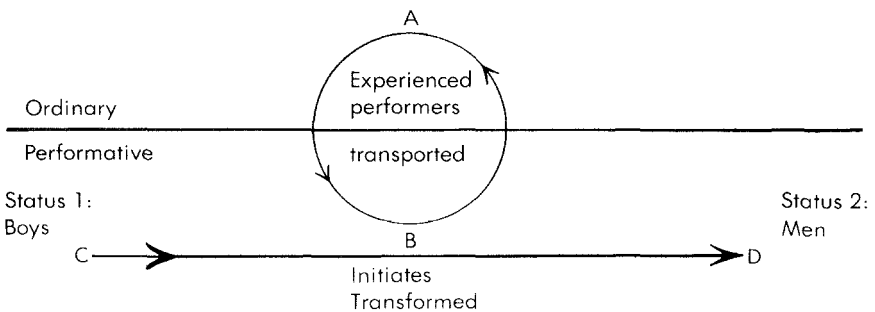 A
Experienced
performers
Ordinary
Performative
transported
Status 1:
Boys
Status 2:
Men
B
C
D
Initiates
Transformed